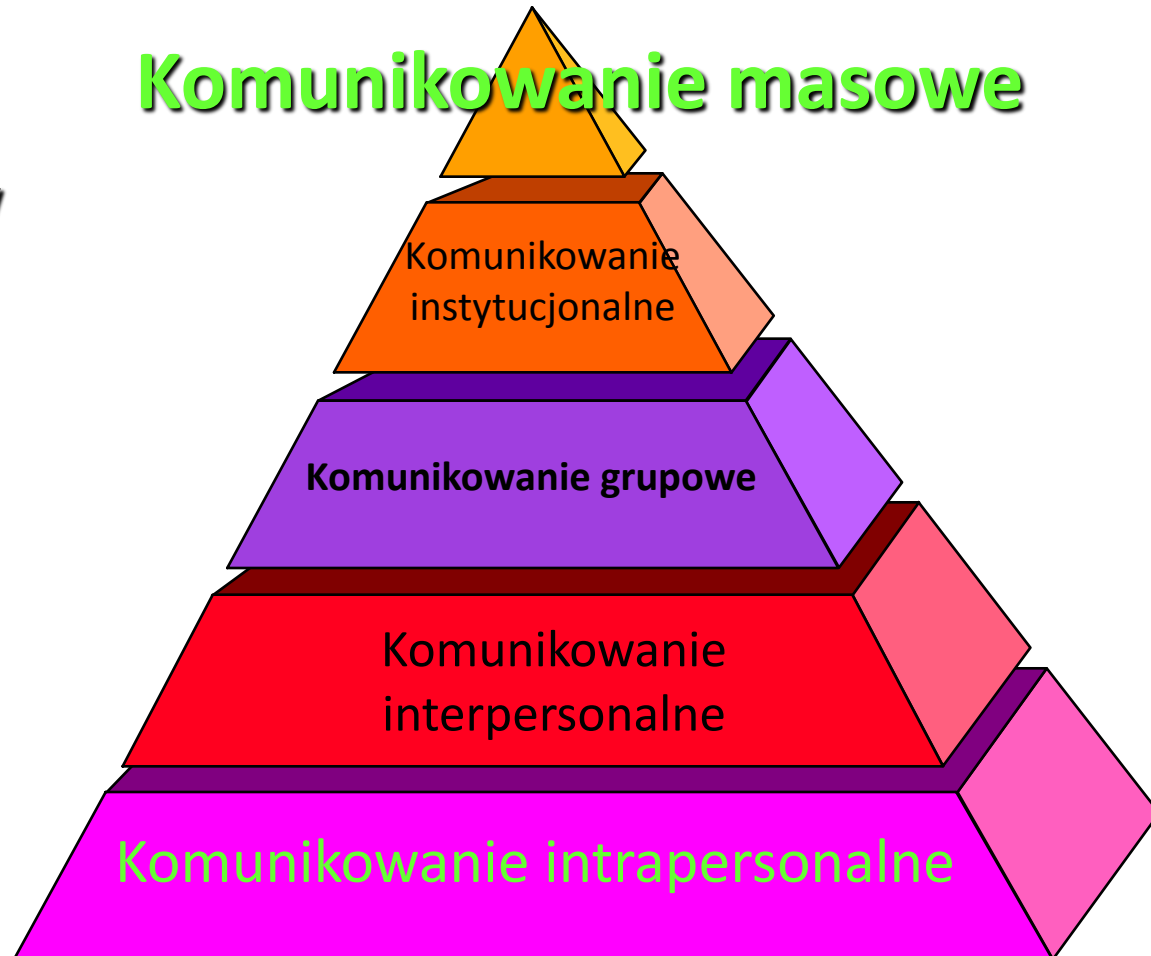 Komunikowanie masowe
Komunikowanie
instytucjonalne
Komunikowanie grupowe
Komunikowanie
interpersonalne
Komunikowanie intrapersonalne